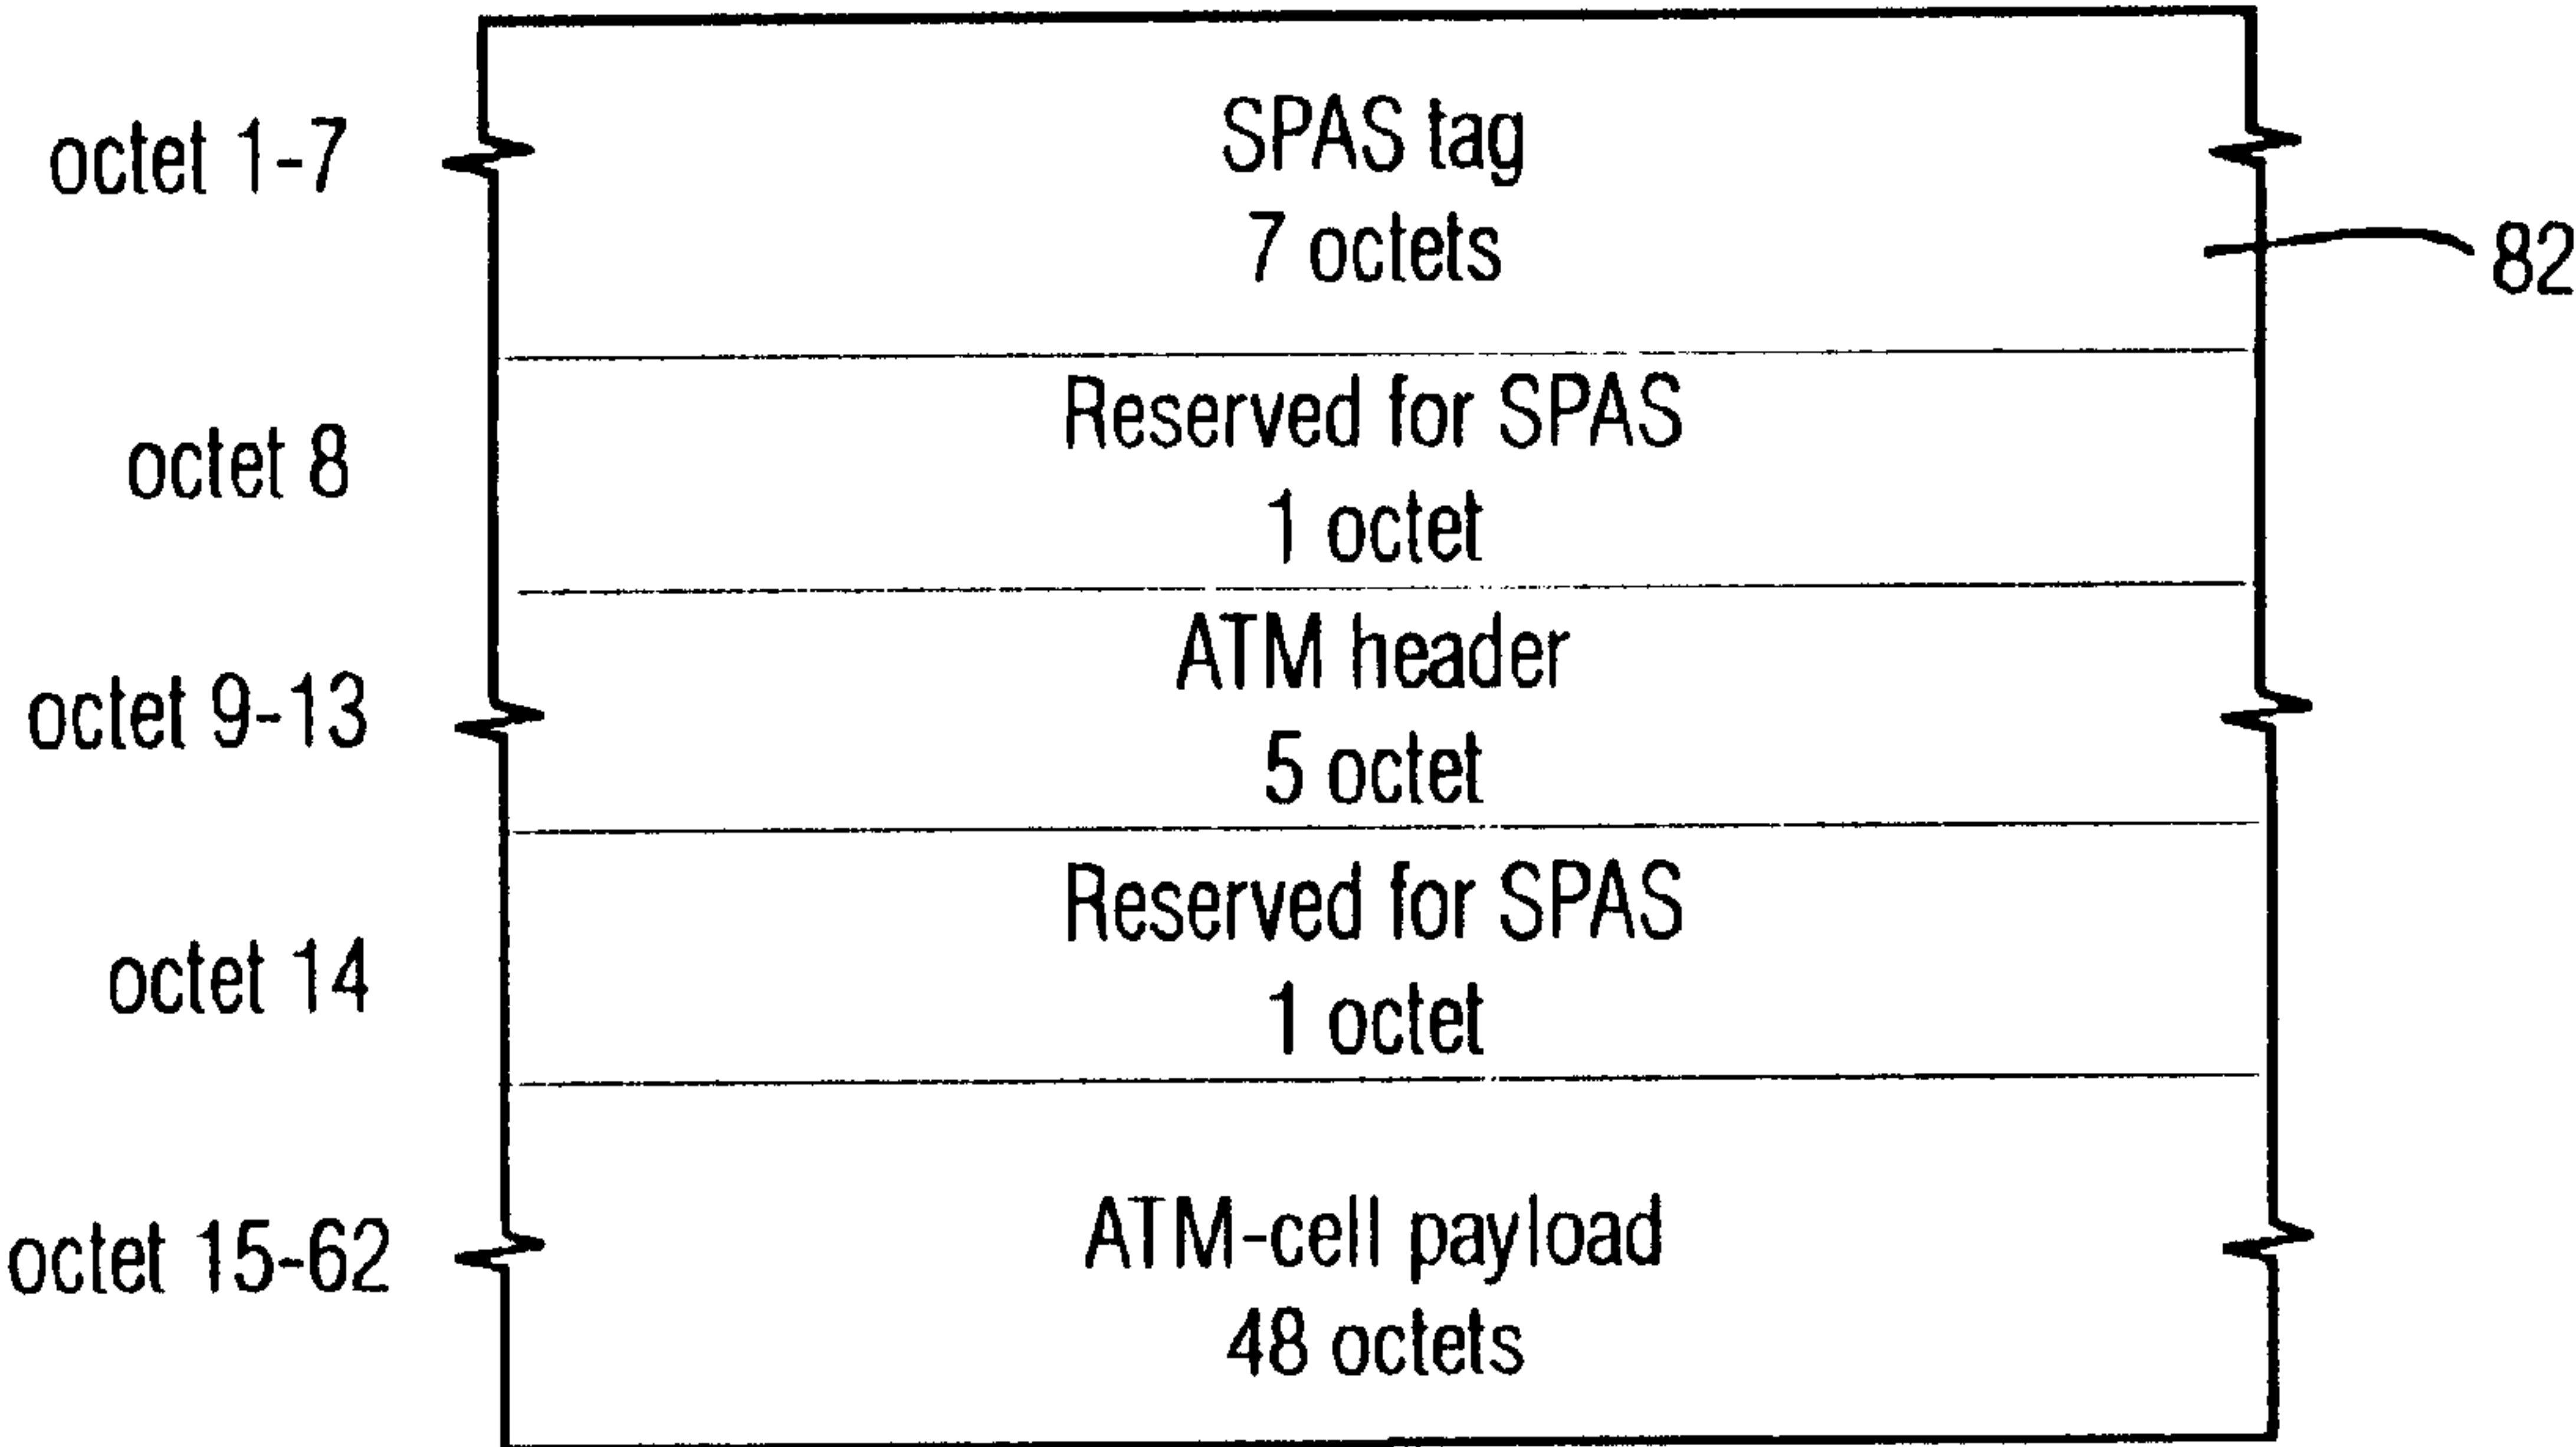 octet 1-7
SPAS tag
7 octets
82
octet 8
Reserved for SPAS
1 octet
octet 9-13
ATM header
5 octet
octet 14
Reserved for SPAS
1 octet
octet 15-62
ATM-cell payload
48 octets